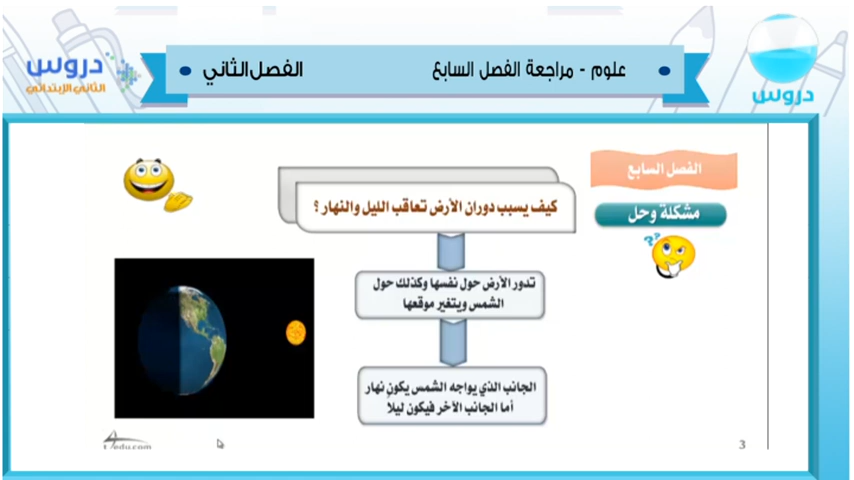 علوم - مراجعة الفصل السابع
الفصل الثاني
دروس
الثاني الإبتدائي
دروس
الفصل السابع
مشكلة وحل
كيف يسبب دوران الأرض تعاقب الليل والنهار ؟
تدور الأرض حول نفسها وكذلك حول
الشمس ويتغير موقعها
الجانب الذي يواجه الشمس يكون نهار
أما الجانب الآخر فيكون ليلاً
3